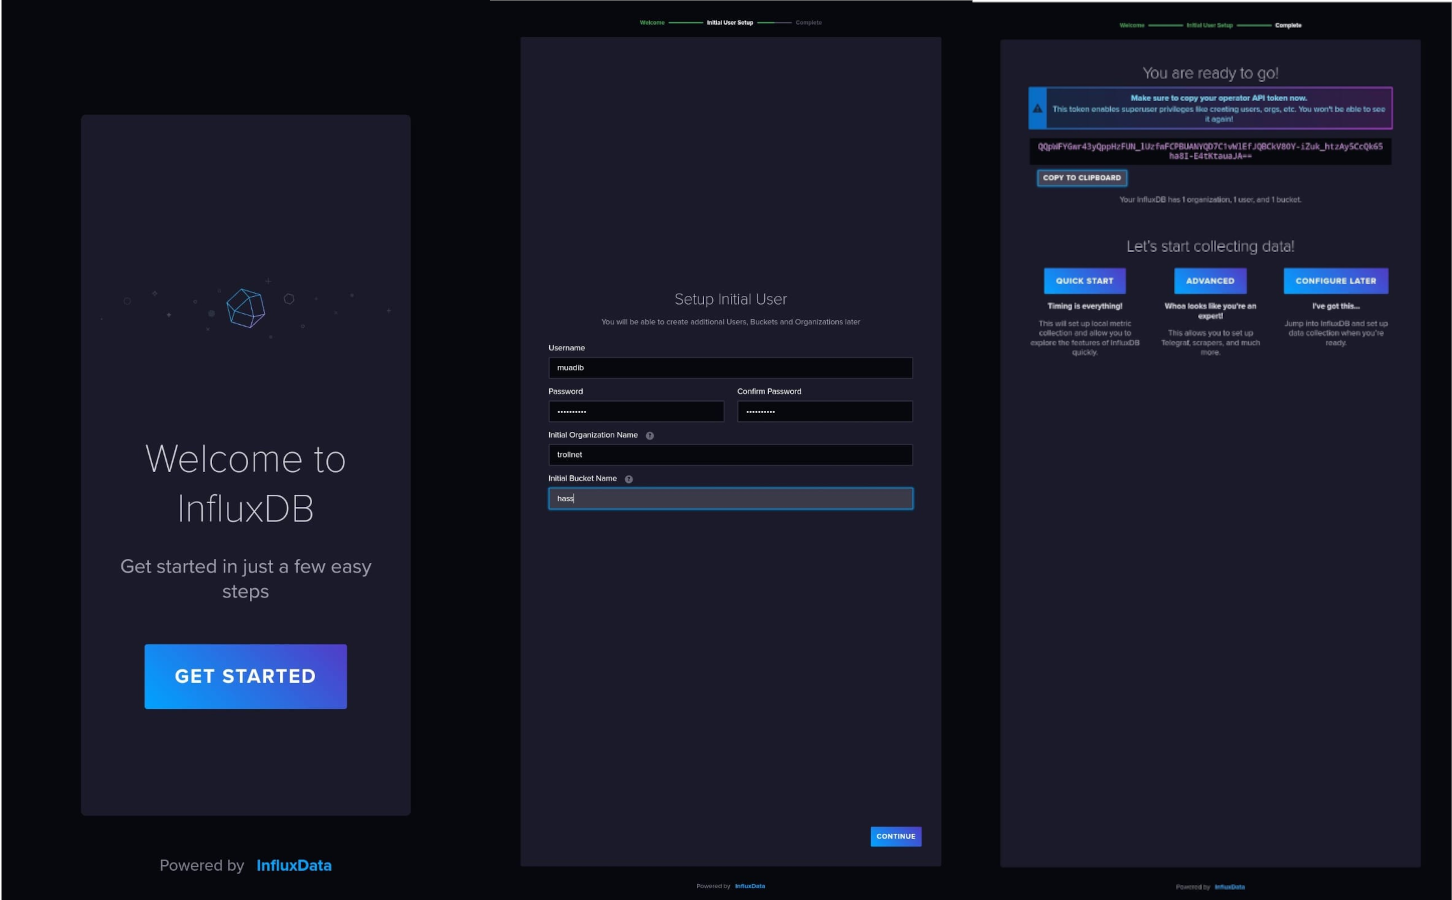 Welcome to
InfluxDB
Get started in just a few easy
steps
GET STARTED
Powered by InfluxData
Welcome Initial User Setup Complete
Setup Initial User
You will be able to create additional Users, Buckets and Organizations later
Username
muadib
Password Confirm Password
•••••••••• ••••••••••
Initial Organization Name ?
trollnet
Initial Bucket Name ?
hass
CONTINUE
Powered by InfluxData
Welcome Initial User Setup Complete
You are ready to go!
Make sure to copy your operator API token now.
This token enables superuser privileges like creating users, orgs, etc. You won't be able to see
it again!
COPY TO CLIPBOARD
Your InfluxDB has 1 organization, 1 user, and 1 bucket.
Let's start collecting data!
QUICK START
Timing is everything!
This will set up local metric
collection and allow you to
explore the features of InfluxDB
quickly.
ADVANCED
Whoa looks like you're an
expert!
This allows you to set up
Telegraf, scrapers, and much
more.
CONFIGURE LATER
I've got this...
Jump into InfluxDB and set up
data collection when you're
ready.
Powered by InfluxData